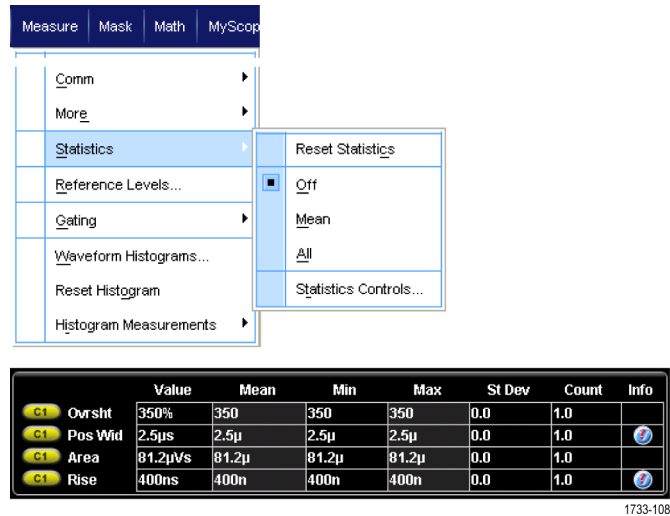 Measure Mask Math MyScop
Comm
More
Statistics
Reset Statistics
Reference Levels...
Off
Gating
Mean
Waveform Histograms...
All
Reset Histogram
Statistics Controls...
Histogram Measurements
Value Mean Min Max St Dev Count Info
C1 Ovrsht 350% 350 350 350 0.0 1.0
C1 Pos Wid 2.5µs 2.5µ 2.5µ 2.5µ 0.0 1.0
C1 Area 81.2µVs 81.2µ 81.2µ 81.2µ 0.0 1.0
C1 Rise 400ns 400n 400n 400n 0.0 1.0
1733-108